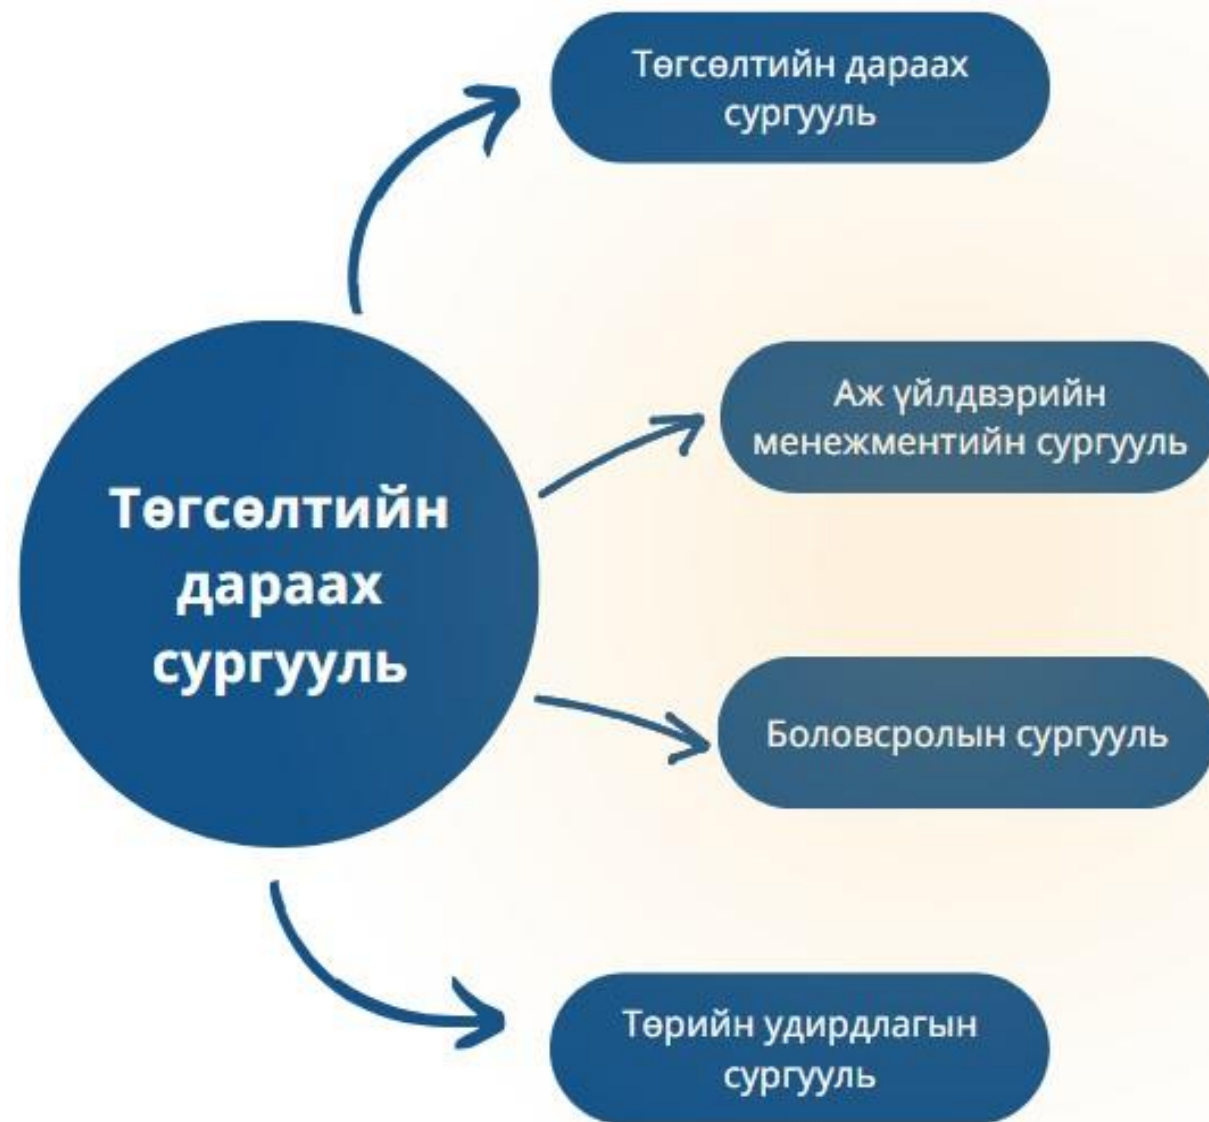 Төгсөлтийн дараах
сургууль
Аж үйлдвэрийн
менежментийн сургууль
Төгсөлтийн
дараах
сургууль
Боловсролын сургууль
Төрийн удирдлагын
сургууль